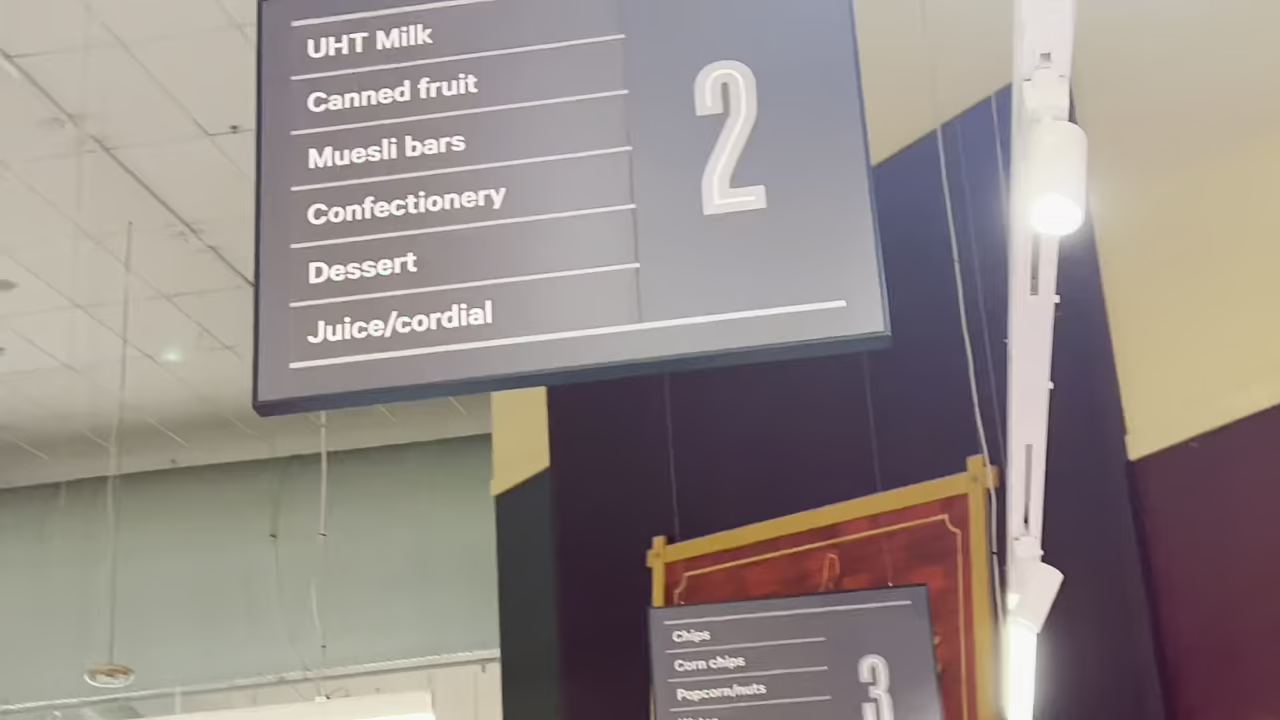 UHT Milk
Canned fruit
Muesli bars
Confectionery
Dessert
Juice/cordial
2
Chips
Corn chips
Popcorn/nuts
3